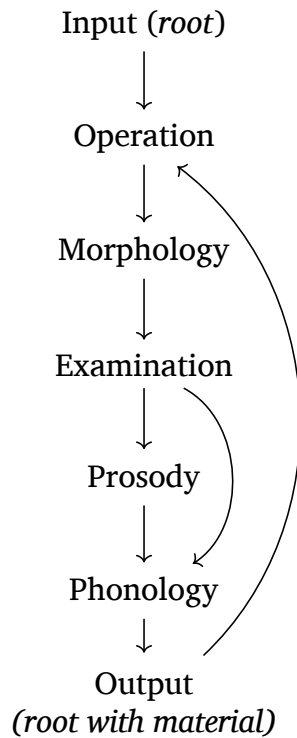 Input (root)
Operation
Morphology
Examination
Prosody
Phonology
Output
(root with material)